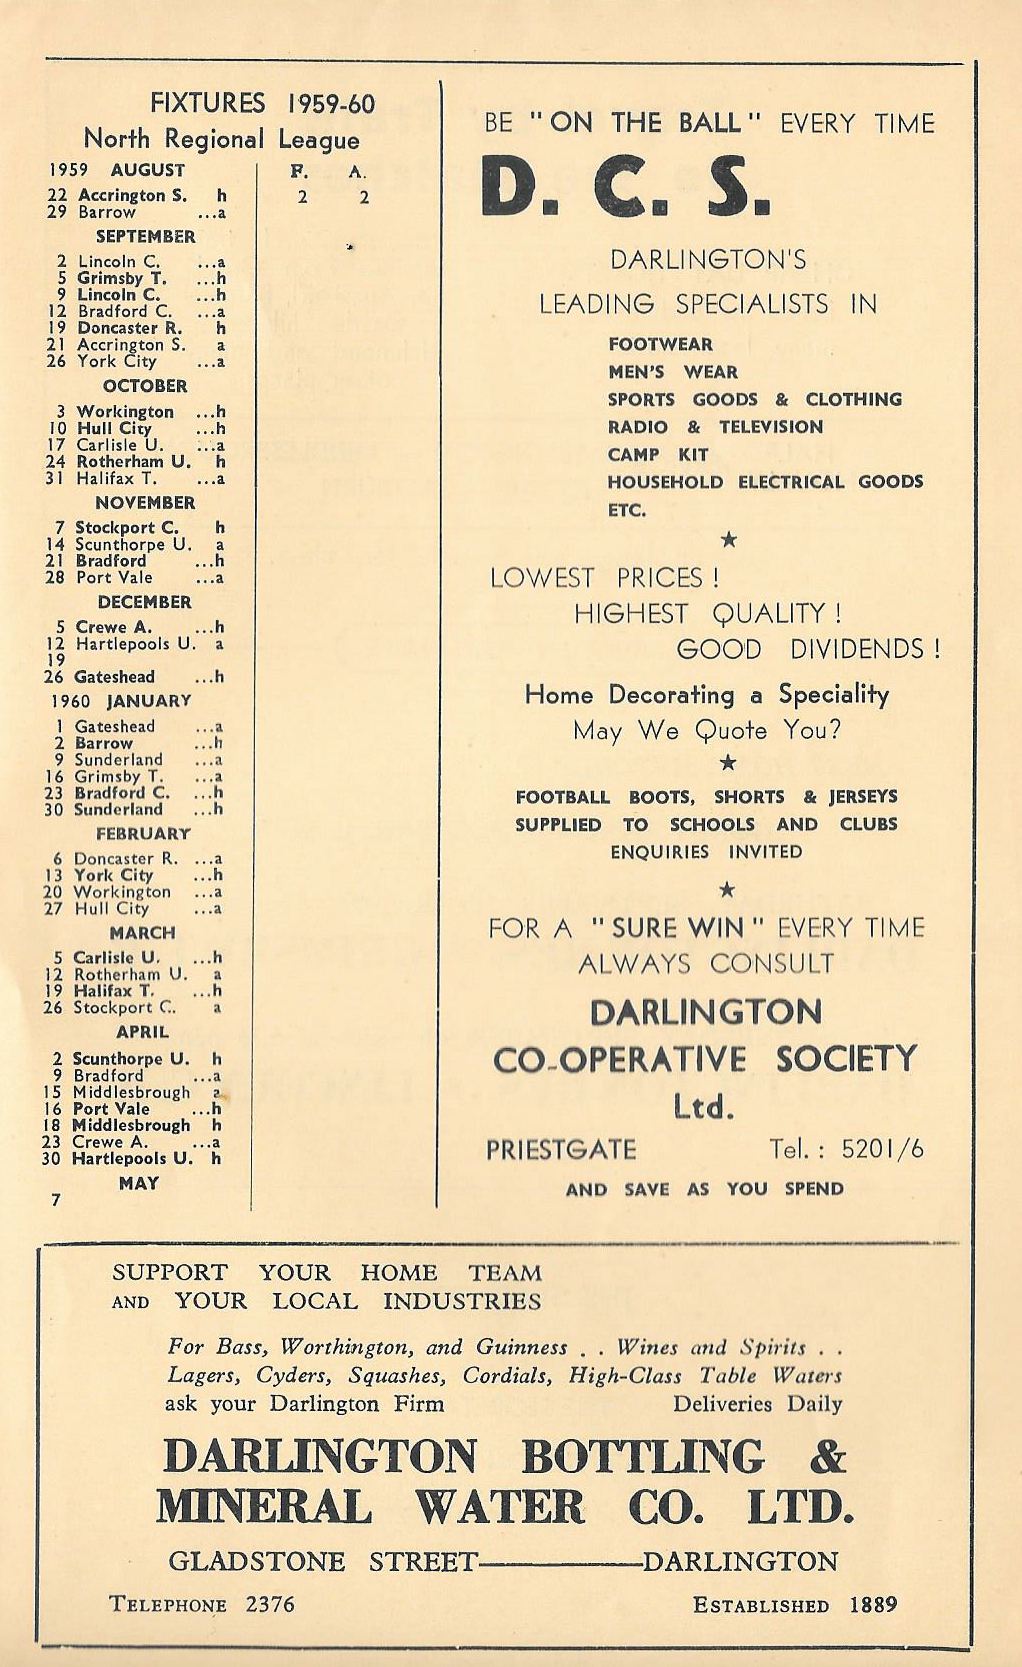 FIXTURES 1959-60
North Regional League
1959 AUGUST F. A.
22 Accrington S. h 2 2
29 Barrow ...a
SEPTEMBER
2 Lincoln C. ...a
5 Grimsby T. ...h
9 Lincoln C. ...h
12 Bradford C. ...a
19 Doncaster R. h
21 Accrington S. a
26 York City ...a
OCTOBER
3 Workington ...h
10 Hull City ...h
17 Carlisle U. ...a
24 Rotherham U. h
31 Halifax T. ...a
NOVEMBER
7 Stockport C. h
14 Scunthorpe U. a
21 Bradford ...h
28 Port Vale ...a
DECEMBER
5 Crewe A. ...h
12 Hartlepools U. a
19
26 Gateshead ...h
1960 JANUARY
1 Gateshead ...a
2 Barrow ...h
9 Sunderland ...a
16 Grimsby T. ...a
23 Bradford C. ...h
30 Sunderland ...h
FEBRUARY
6 Doncaster R. ...a
13 York City ...h
20 Workington ...a
27 Hull City ...a
MARCH
5 Carlisle U. ...h
12 Rotherham U. a
19 Halifax T. ...h
26 Stockport C.. a
APRIL
2 Scunthorpe U. h
9 Bradford ...a
15 Middlesbrough a
16 Port Vale ...h
18 Middlesbrough h
23 Crewe A. ...a
30 Hartlepools U. h
MAY
7
BE "ON THE BALL" EVERY TIME
D. C. S.
DARLINGTON'S
LEADING SPECIALISTS IN
FOOTWEAR
MEN'S WEAR
SPORTS GOODS & CLOTHING
RADIO & TELEVISION
CAMP KIT
HOUSEHOLD ELECTRICAL GOODS
ETC.
★
LOWEST PRICES!
HIGHEST QUALITY!
GOOD DIVIDENDS!
Home Decorating a Speciality
May We Quote You?
★
FOOTBALL BOOTS, SHORTS & JERSEYS
SUPPLIED TO SCHOOLS AND CLUBS
ENQUIRIES INVITED
★
FOR A "SURE WIN" EVERY TIME
ALWAYS CONSULT
DARLINGTON
CO-OPERATIVE SOCIETY
Ltd.
PRIESTGATE Tel.: 5201/6
AND SAVE AS YOU SPEND
SUPPORT YOUR HOME TEAM
AND YOUR LOCAL INDUSTRIES
For Bass, Worthington, and Guinness . . Wines and Spirits . .
Lagers, Cyders, Squashes, Cordials, High-Class Table Waters
ask your Darlington Firm Deliveries Daily
DARLINGTON BOTTLING &
MINERAL WATER CO. LTD.
GLADSTONE STREET———DARLINGTON
TELEPHONE 2376 ESTABLISHED 1889